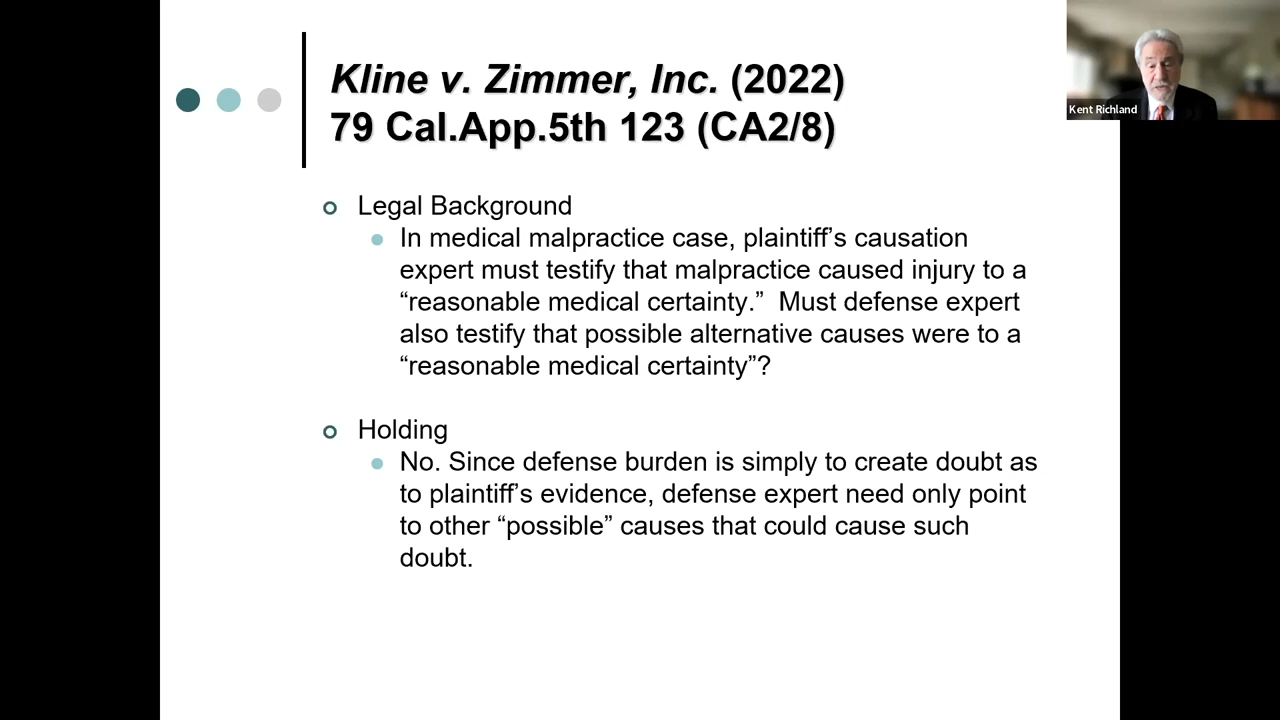 Kline v. Zimmer, Inc. (2022)
79 Cal.App.5th 123 (CA2/8)
Kent Richland
Legal Background
In medical malpractice case, plaintiff’s causation
expert must testify that malpractice caused injury to a
“reasonable medical certainty.”  Must defense expert
also testify that possible alternative causes were to a
“reasonable medical certainty”?
Holding
No. Since defense burden is simply to create doubt as
to plaintiff’s evidence, defense expert need only point
to other “possible” causes that could cause such
doubt.